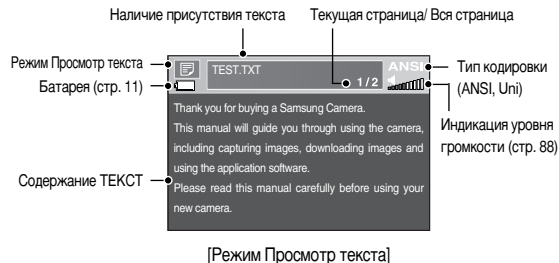 Наличие присутствия текста
Текущая страница/ Вся страница
Режим Просмотр текста
Батарея (стр. 11)
TEST.TXT
1 / 2
ANSI
Тип кодировки
(ANSI, Uni)
Индикация уровня
громкости (стр. 88)
Содержание ТЕКСТ
Thank you for buying a Samsung Camera.
This manual will guide you through using the camera,
including capturing images, downloading images and
using the application software.
Please read this manual carefully before using your
new camera.
[Режим Просмотр текста]